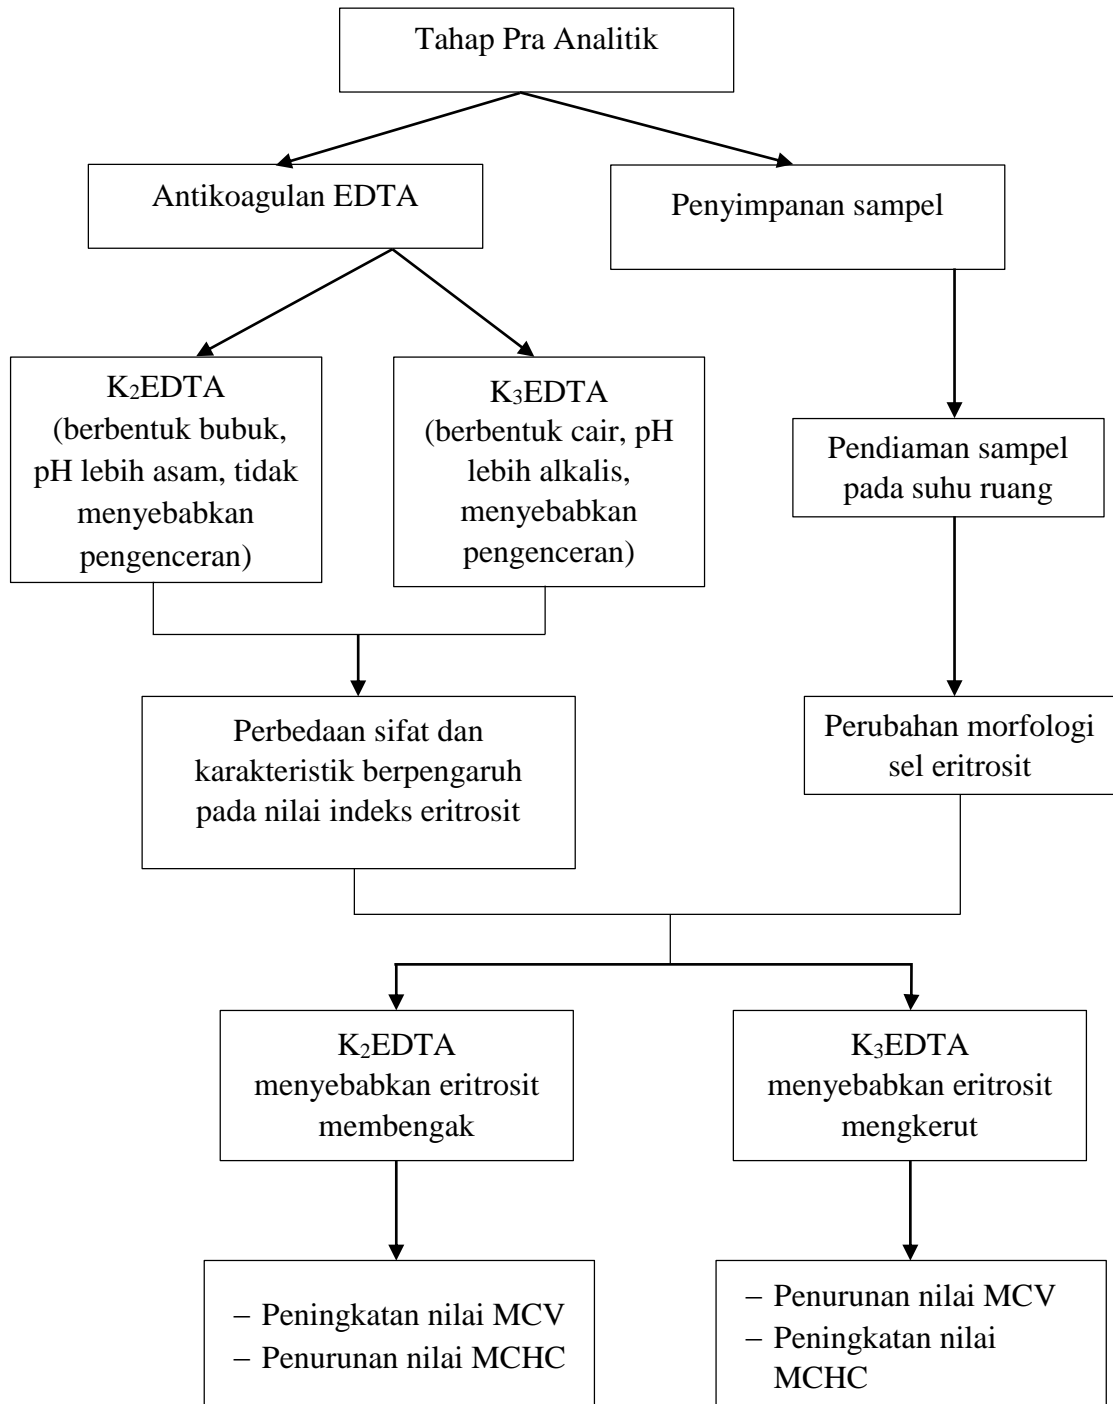 Tahap Pra Analitik
Antikoagulan EDTA
Penyimpanan sampel
K₂EDTA
(berbentuk bubuk,
pH lebih asam, tidak
menyebabkan
pengenceran)
K₃EDTA
(berbentuk cair, pH
lebih alkalis,
menyebabkan
pengenceran)
Pendiaman sampel
pada suhu ruang
Perbedaan sifat dan
karakteristik berpengaruh
pada nilai indeks eritrosit
Perubahan morfologi
sel eritrosit
K₂EDTA
menyebabkan eritrosit
membengak
K₃EDTA
menyebabkan eritrosit
mengkerut
– Peningkatan nilai MCV
– Penurunan nilai MCHC
– Penurunan nilai MCV
– Peningkatan nilai
MCHC